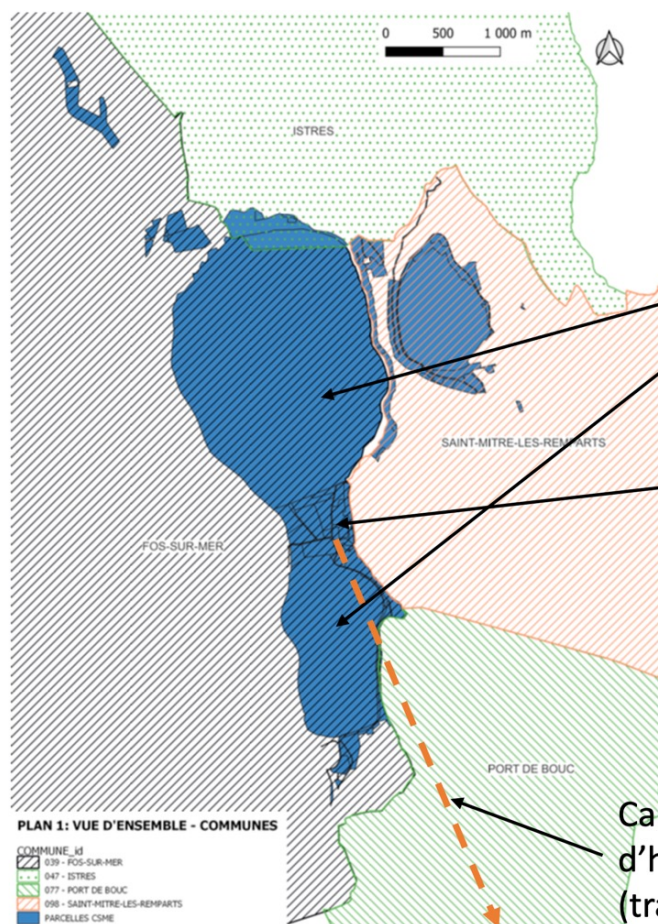 0 500 1 000 m
ISTRES
SAINT-MITRE-LES-REMPARTS
FOS-SUR-MER
PORT DE BOUC
Ca
d'h
(tra
PLAN 1: VUE D'ENSEMBLE - COMMUNES
COMMUNE_id
039 - FOS-SUR-MER
047 - ISTRES
077 - PORT DE BOUC
098 - SAINT-MITRE-LES-REMPARTS
PARCELLES CSME